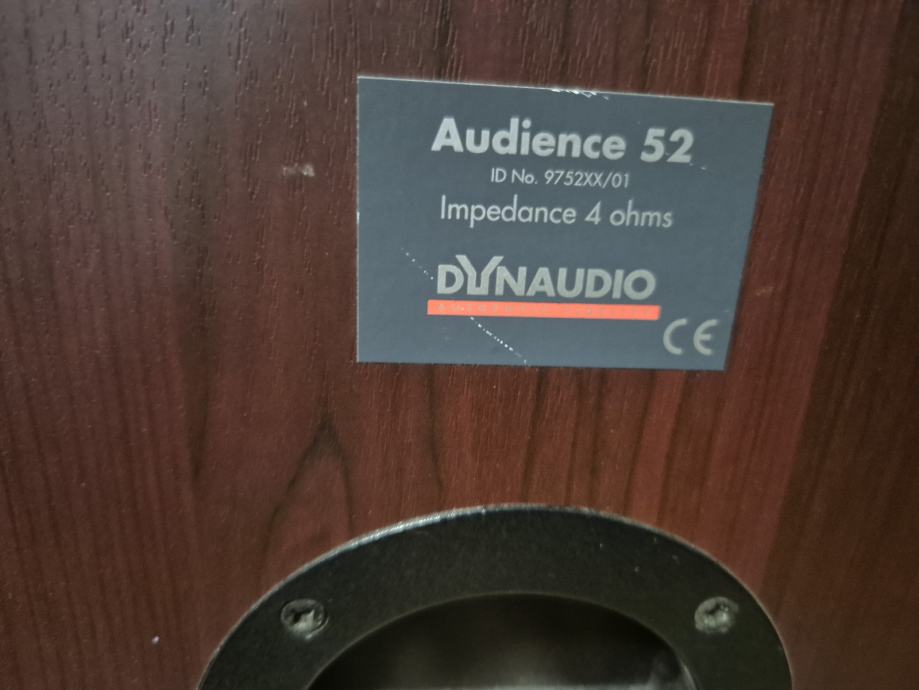 Audience 52
ID No. 9752XX/01
Impedance 4 ohms
DYNAUDIO
CE